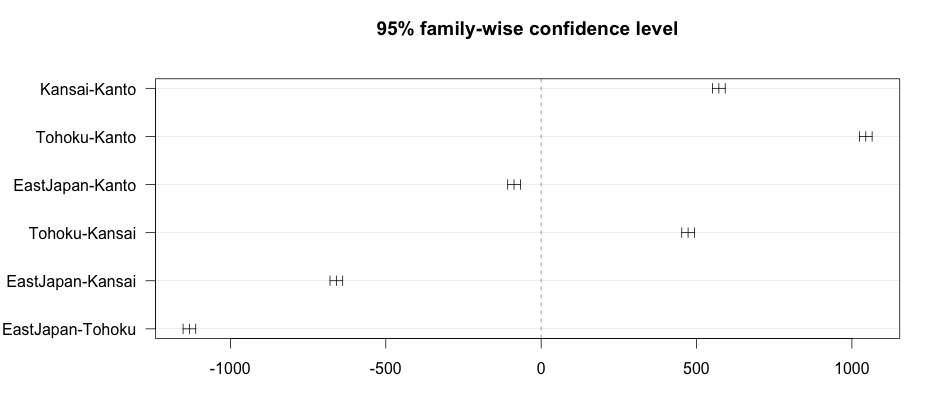 95% family-wise confidence level
Kansai-Kanto
Tohoku-Kanto
EastJapan-Kanto
Tohoku-Kansai
EastJapan-Kansai
EastJapan-Tohoku
-1000 -500 0 500 1000